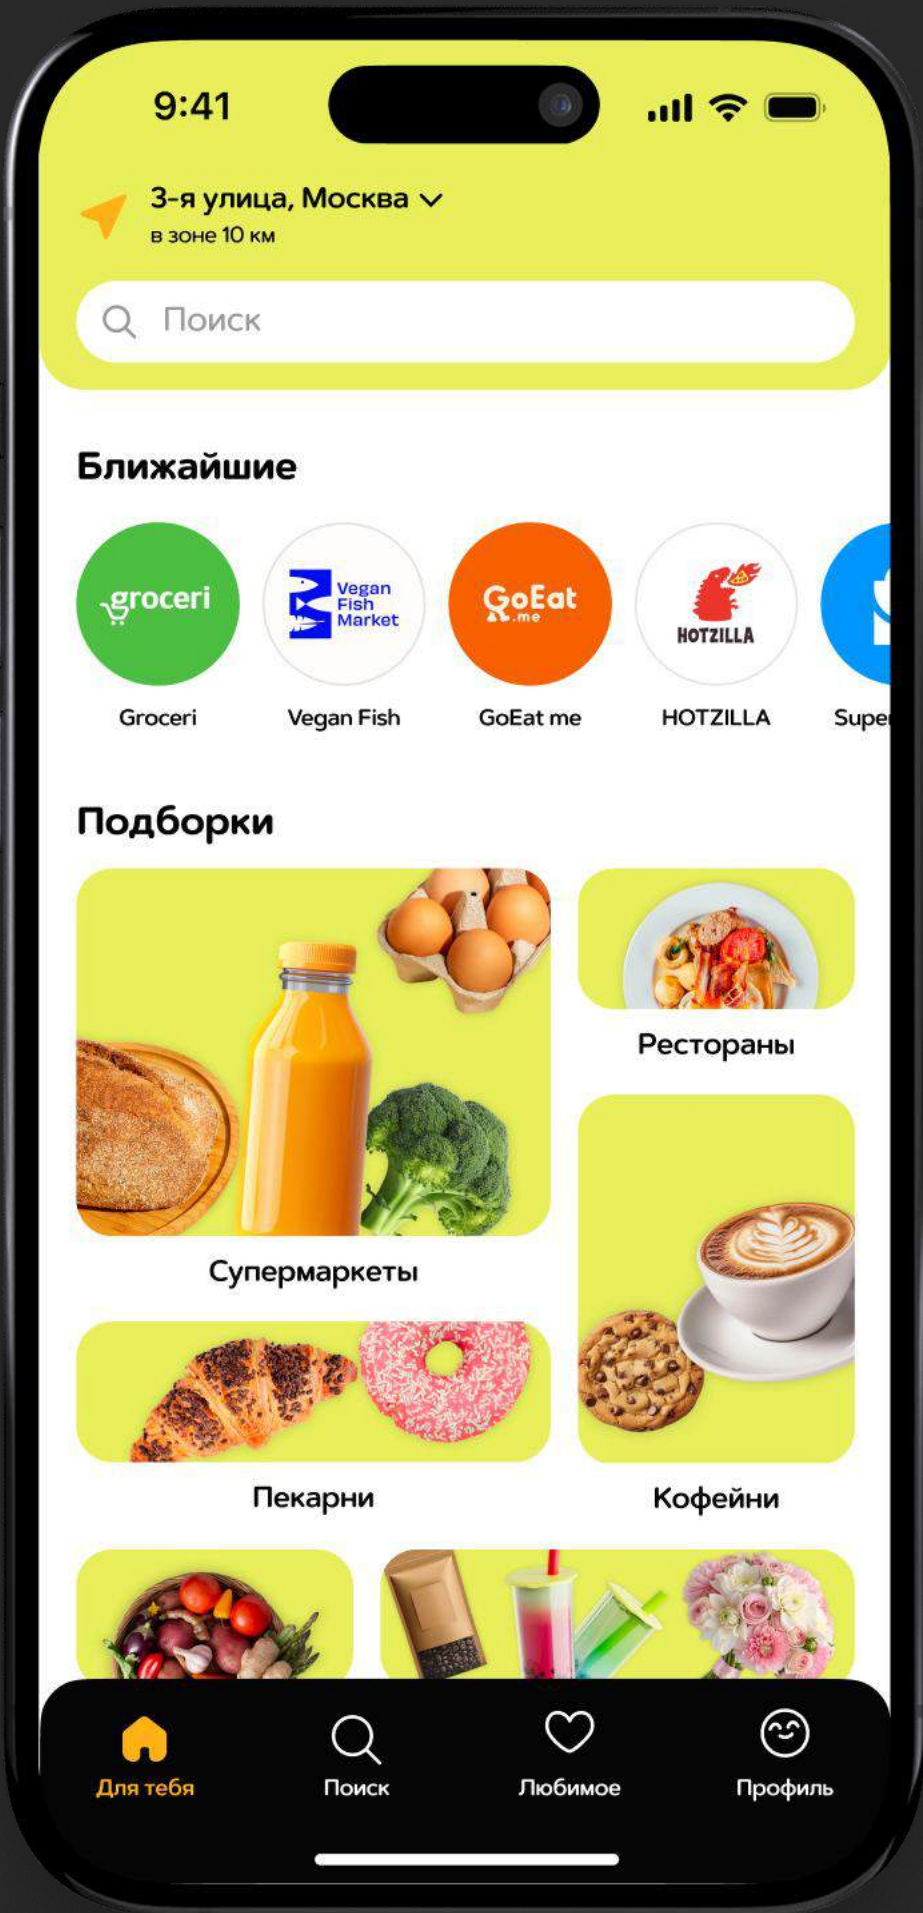 9:41
3-я улица, Москва
в зоне 10 км
Поиск
Ближайшие
groceri
Vegan
Fish
Market
GoEat
.me
HOTZILLA
Groceri
Vegan Fish
GoEat me
HOTZILLA
Super
Подборки
Рестораны
Супермаркеты
Пекарни
Кофейни
Для тебя
Поиск
Любимое
Профиль